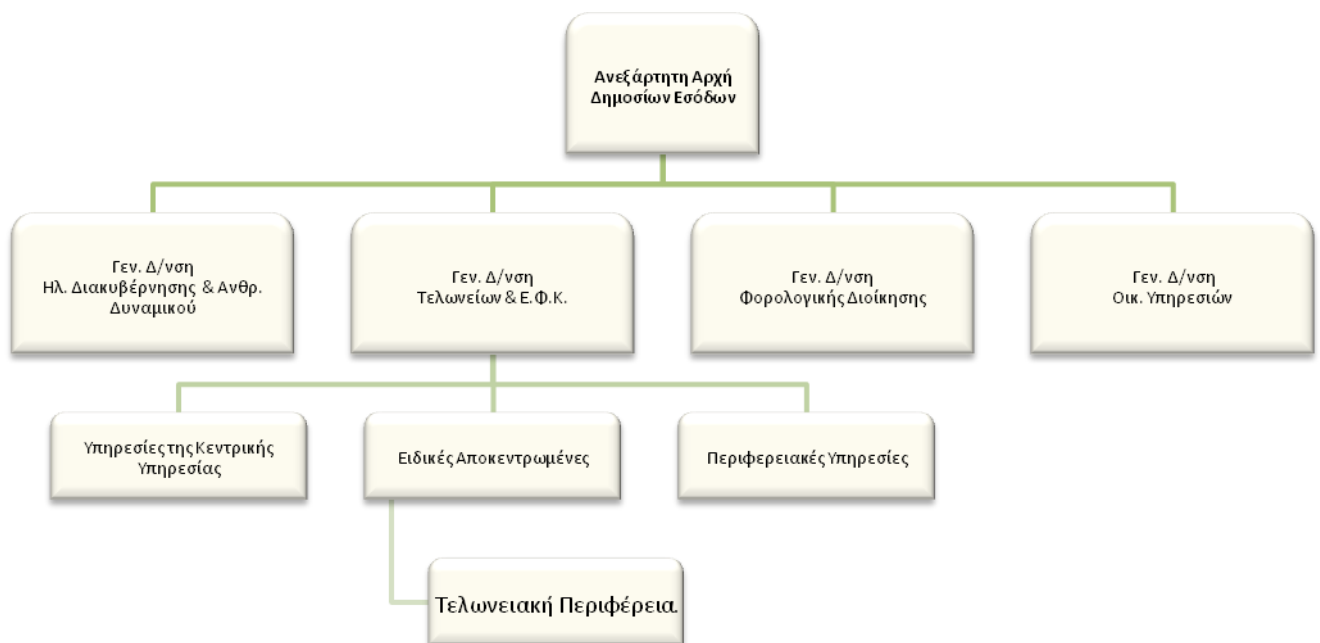 Ανεξάρτητη Αρχή
Δημοσίων Εσόδων
Γεν. Δ/νση
Ηλ. Διακυβέρνησης & Ανθρ.
Δυναμικού
Γεν. Δ/νση
Τελωνείων & Ε.Φ.Κ.
Γεν. Δ/νση
Φορολογικής Διοίκησης
Γεν. Δ/νση
Οικ. Υπηρεσιών
Υπηρεσίες της Κεντρικής
Υπηρεσίας
Ειδικές Αποκεντρωμένες
Περιφερειακές Υπηρεσίες
Τελωνειακή Περιφέρεια.